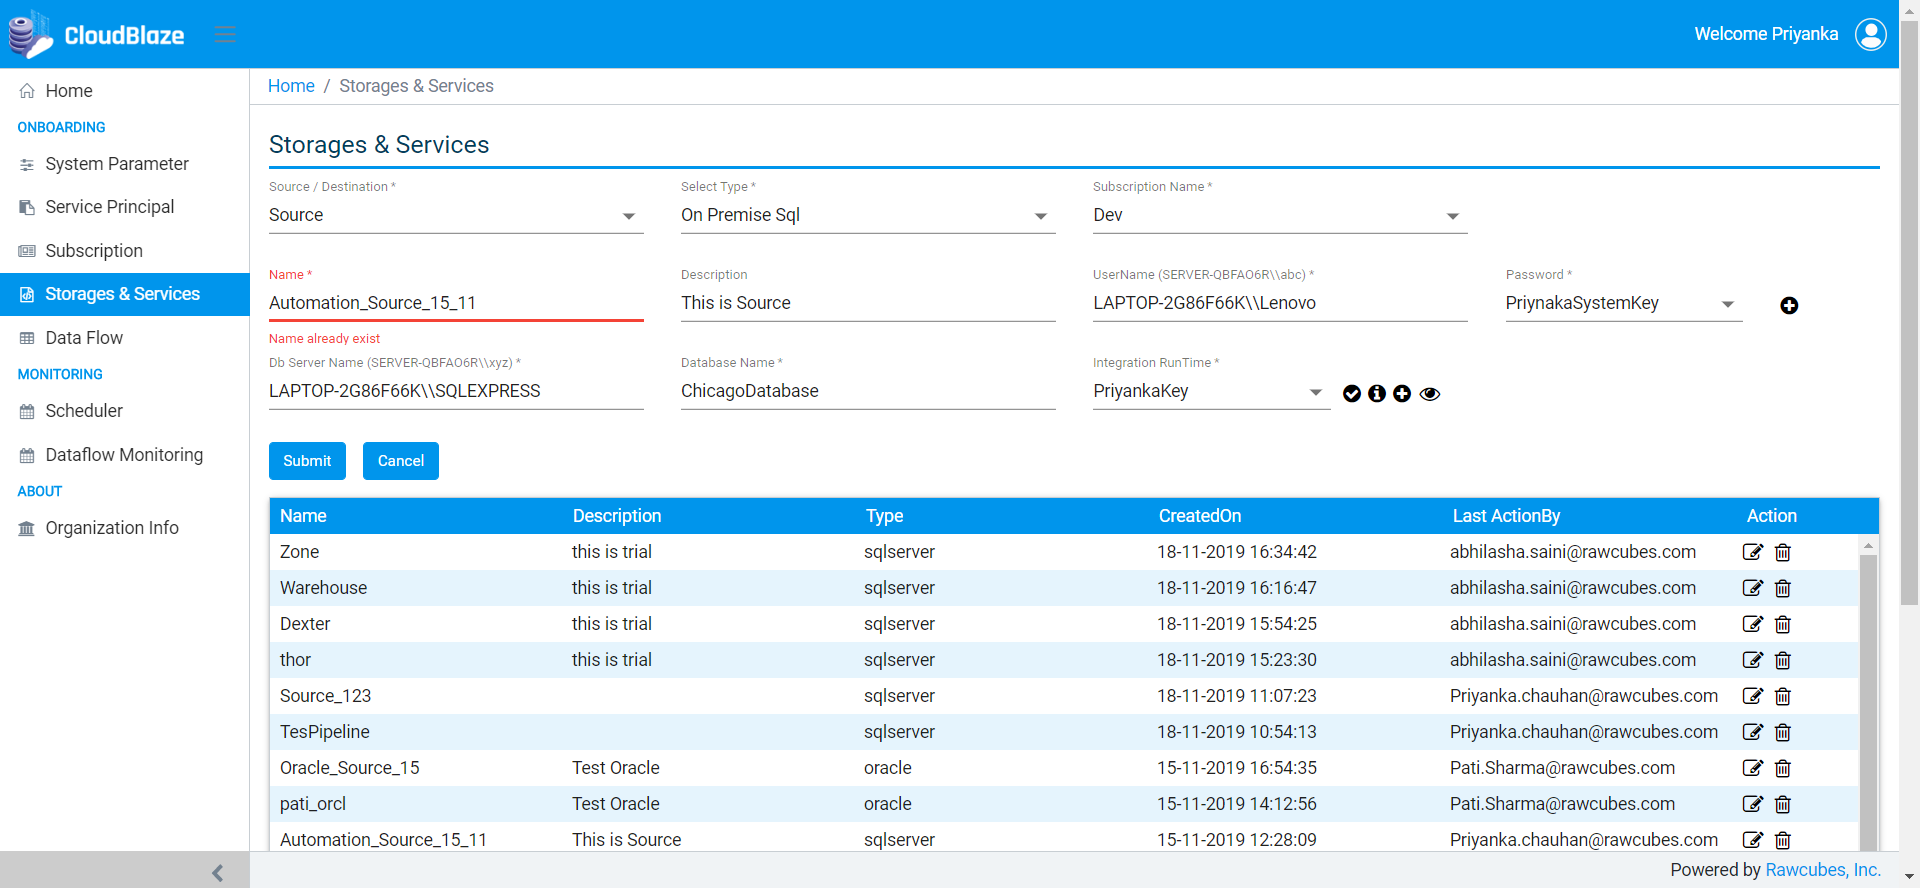 CloudBlaze
Welcome Priyanka
Home
ONBOARDING
System Parameter
Service Principal
Subscription
Storages & Services
Data Flow
MONITORING
Scheduler
Dataflow Monitoring
ABOUT
Organization Info
Home / Storages & Services
Storages & Services
Source / Destination * Select Type * Subscription Name *
Source On Premise Sql Dev
Name * Description UserName (SERVER-QBFAO6R\\abc) * Password *
Automation_Source_15_11 This is Source LAPTOP-2G86F66K\\Lenovo PriynakaSystemKey
Name already exist
Db Server Name (SERVER-QBFAO6R\\xyz) * Database Name * Integration RunTime *
LAPTOP-2G86F66K\\SQLEXPRESS ChicagoDatabase PriyankaKey
Submit Cancel
Name Description Type CreatedOn Last ActionBy Action
Zone this is trial sqlserver 18-11-2019 16:34:42 abhilasha.saini@rawcubes.com
Warehouse this is trial sqlserver 18-11-2019 16:16:47 abhilasha.saini@rawcubes.com
Dexter this is trial sqlserver 18-11-2019 15:54:25 abhilasha.saini@rawcubes.com
thor this is trial sqlserver 18-11-2019 15:23:30 abhilasha.saini@rawcubes.com
Source_123 sqlserver 18-11-2019 11:07:23 Priyanka.chauhan@rawcubes.com
TesPipeline sqlserver 18-11-2019 10:54:13 Priyanka.chauhan@rawcubes.com
Oracle_Source_15 Test Oracle oracle 15-11-2019 16:54:35 Pati.Sharma@rawcubes.com
pati_orcl Test Oracle oracle 15-11-2019 14:12:56 Pati.Sharma@rawcubes.com
Automation_Source_15_11 This is Source sqlserver 15-11-2019 12:28:09 Priyanka.chauhan@rawcubes.com
Powered by Rawcubes, Inc.